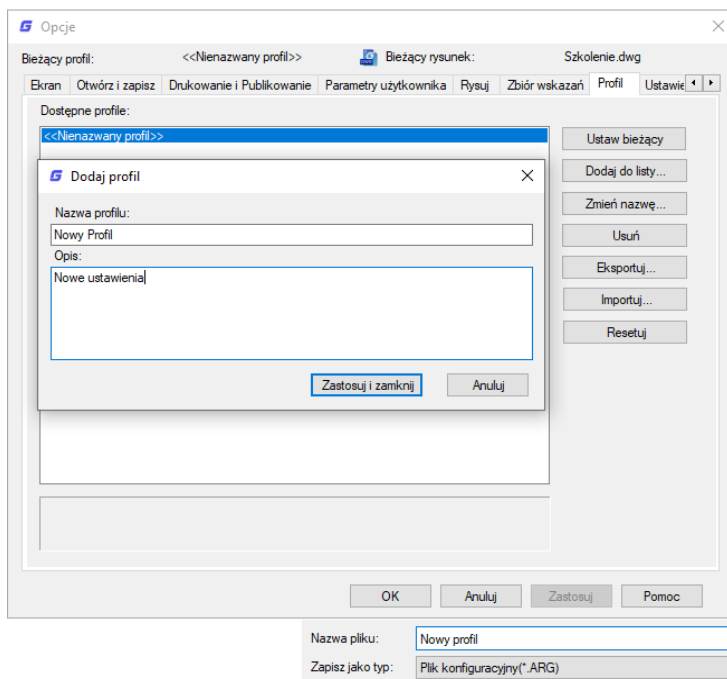 Opcje
Bieżący profil: <<Nienazwany profil>> Bieżący rysunek: Szkolenie.dwg
Ekran Otwórz i zapisz Drukowanie i Publikowanie Parametry użytkownika Rysuj Zbiór wskazań Profil Ustawie
Dostępne profile:
<<Nienazwany profil>>
Ustaw bieżący
Dodaj do listy...
Zmień nazwę...
Usuń
Eksportuj...
Importuj...
Resetuj
Dodaj profil
Nazwa profilu:
Nowy Profil
Opis:
Nowe ustawienia
Zastosuj i zamknij Anuluj
OK Anuluj Zastosuj Pomoc
Nazwa pliku: Nowy profil
Zapisz jako typ: Plik konfiguracyjny(*.ARG)